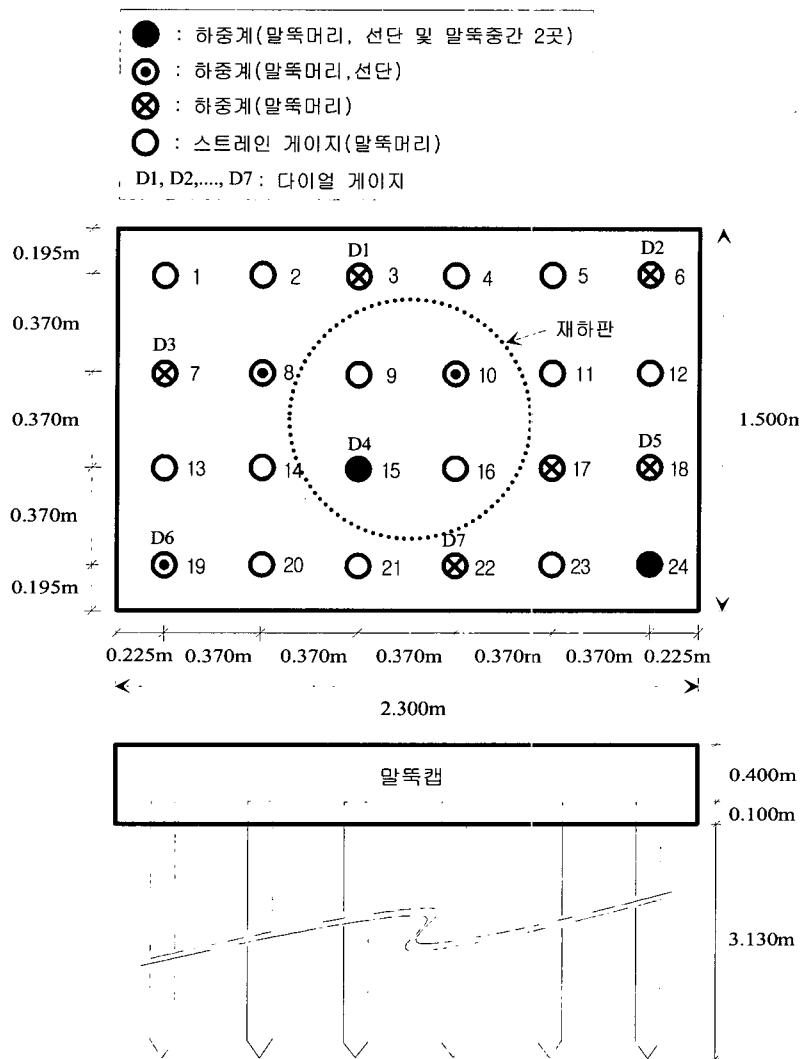 : 하중계(말뚝머리, 선단 및 말뚝중간 2곳)
: 하중계(말뚝머리,선단)
: 하중계(말뚝머리)
: 스트레인 게이지(말뚝머리)
D1, D2,...., D7 : 다이얼 게이지
0.195m
D1
D2
1 2 3 4 5 6
0.370m
재하판
D3
7 8 9 10 11 12
0.370m
1.500m
D4
D5
13 14 15 16 17 18
0.370m
D6
D7
19 20 21 22 23 24
0.195m
0.225m 0.370m 0.370m 0.370m 0.370m 0.370m 0.225m
2.300m
말뚝캡
0.400m
0.100m
3.130m